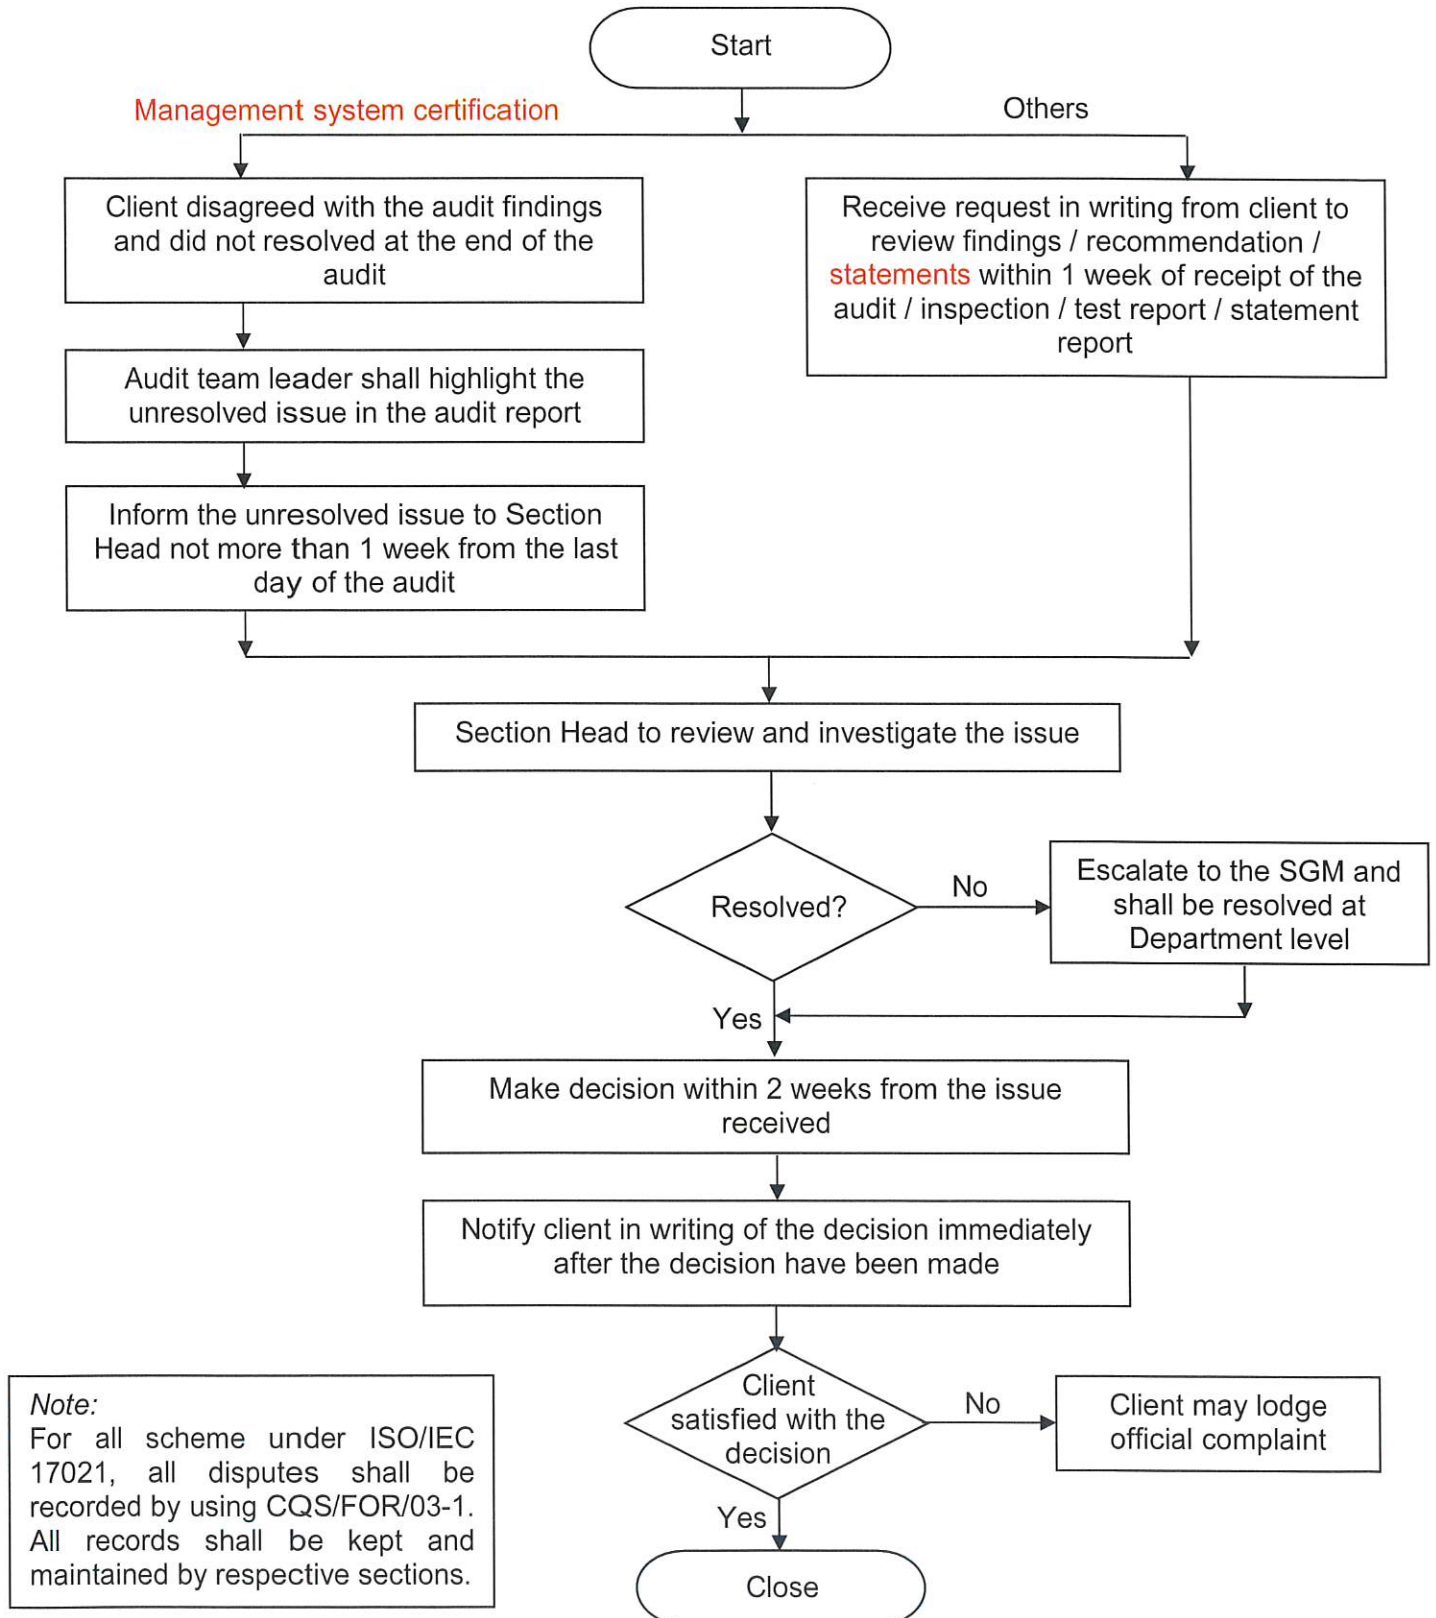 Start
Management system certification
Others
Client disagreed with the audit findings
and did not resolved at the end of the
audit
Receive request in writing from client to
review findings / recommendation /
statements within 1 week of receipt of the
audit / inspection / test report / statement
report
Audit team leader shall highlight the
unresolved issue in the audit report
Inform the unresolved issue to Section
Head not more than 1 week from the last
day of the audit
Section Head to review and investigate the issue
Resolved?
No
Escalate to the SGM and
shall be resolved at
Department level
Yes
Make decision within 2 weeks from the issue
received
Notify client in writing of the decision immediately
after the decision have been made
Client
satisfied with the
decision
No
Client may lodge
official complaint
Yes
Close
Note:
For all scheme under ISO/IEC
17021, all disputes shall be
recorded by using CQS/FOR/03-1.
All records shall be kept and
maintained by respective sections.